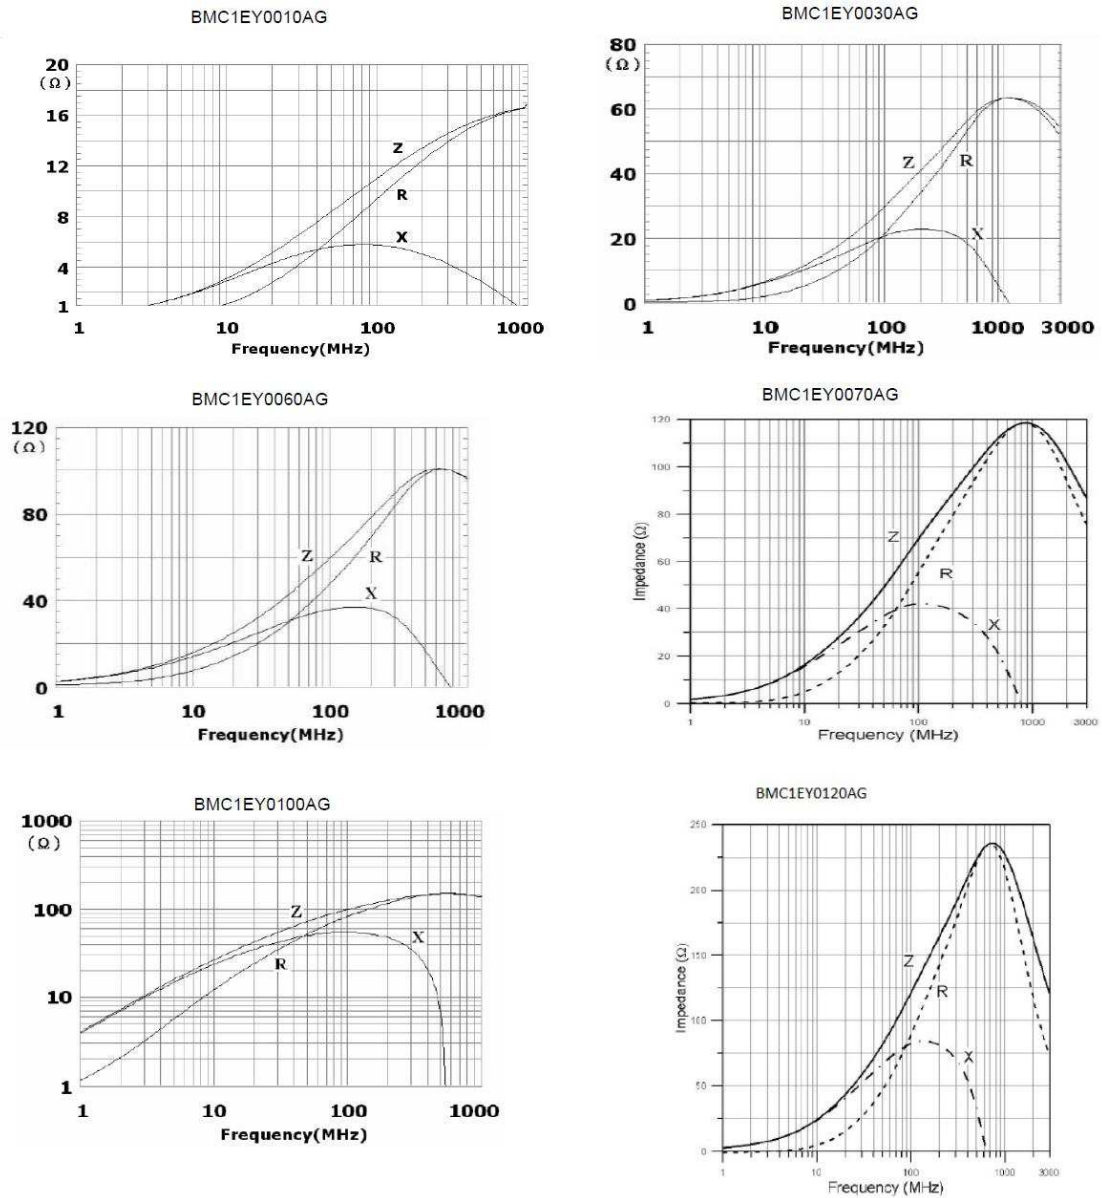 BMC1EY0010AG
20
(Ω)
16
12
8
4
1
Z
R
X
1 10 100 1000
Frequency(MHz)
BMC1EY0030AG
80
(Ω)
60
40
20
0
Z
R
X
1 10 100 1000 3000
Frequency(MHz)
BMC1EY0060AG
120
(Ω)
80
40
0
Z
R
X
1 10 100 1000
Frequency(MHz)
BMC1EY0070AG
120
100
80
60
40
20
0
Impedance (Ω)
Z
R
X
1 10 100 1000 3000
Frequency (MHz)
BMC1EY0100AG
1000
(Ω)
100
10
1
Z
X
R
1 10 100 1000
Frequency(MHz)
BMC1EY0120AG
250
200
150
100
50
0
Impedance (Ω)
Z
R
X
1 10 100 1000 3000
Frequency (MHz)